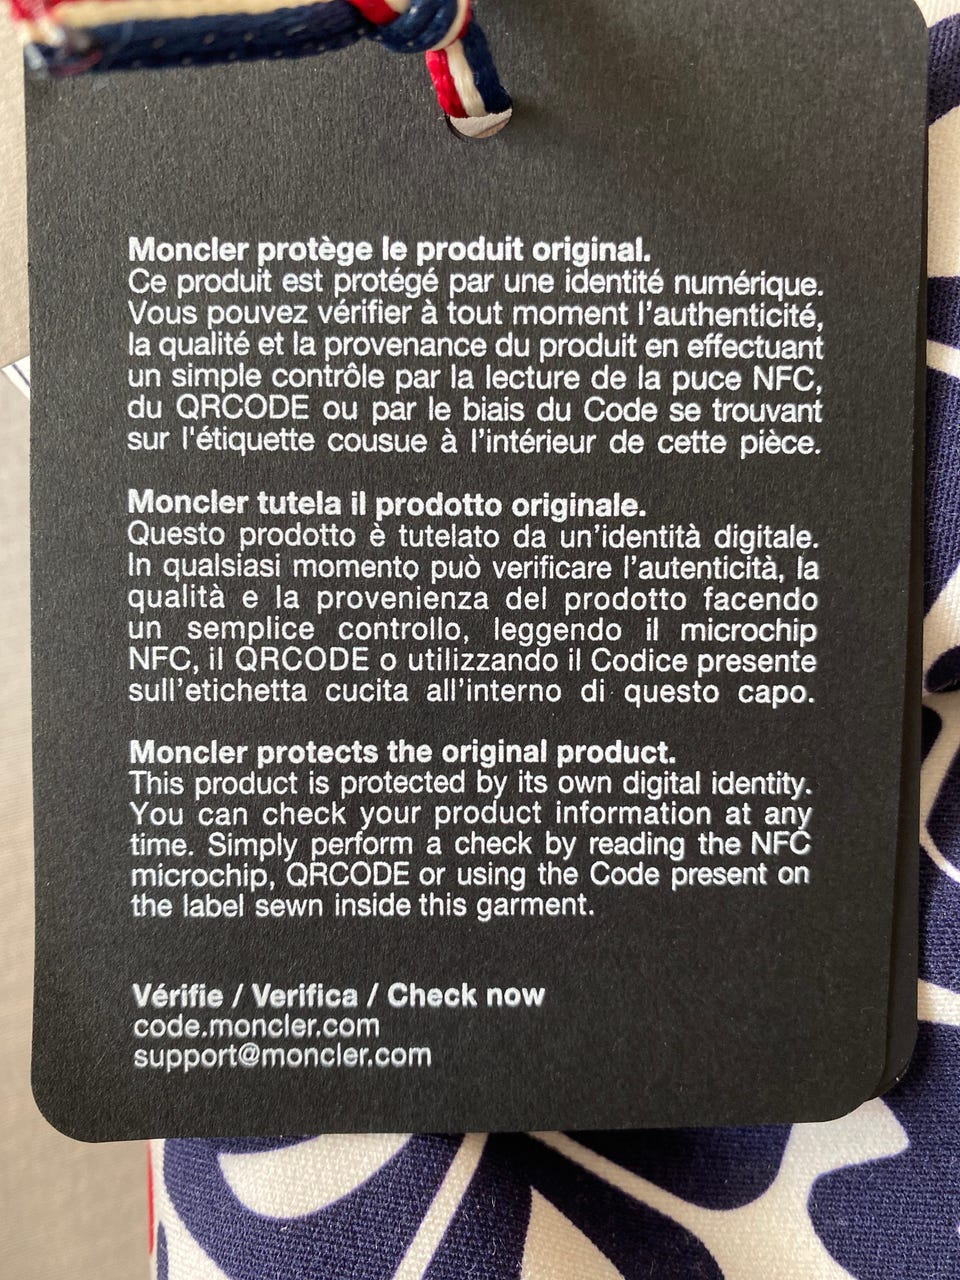 Moncler protège le produit original.
Ce produit est protégé par une identité numérique.
Vous pouvez vérifier à tout moment l'authenticité,
la qualité et la provenance du produit en effectuant
un simple contrôle par la lecture de la puce NFC,
du QRCODE ou par le biais du Code se trouvant
sur l'étiquette cousue à l'intérieur de cette pièce.
Moncler tutela il prodotto originale.
Questo prodotto è tutelato da un'identità digitale.
In qualsiasi momento può verificare l'autenticità, la
qualità e la provenienza del prodotto facendo
un semplice controllo, leggendo il microchip
NFC, il QRCODE o utilizzando il Codice presente
sull'etichetta cucita all'interno di questo capo.
Moncler protects the original product.
This product is protected by its own digital identity.
You can check your product information at any
time. Simply perform a check by reading the NFC
microchip, QRCODE or using the Code present on
the label sewn inside this garment.
Vérifie / Verifica / Check now
code.moncler.com
support@moncler.com